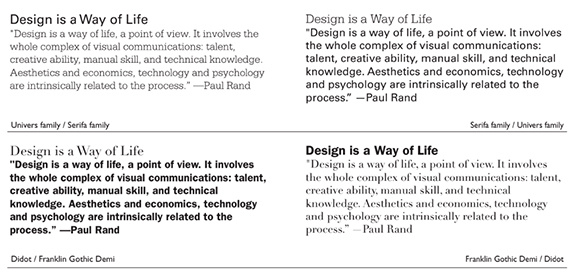 Design is a Way of Life
"Design is a way of life, a point of view. It involves
the whole complex of visual communications: talent,
creative ability, manual skill, and technical knowledge.
Aesthetics and economics, technology and psychology
are intrinsically related to the process." —Paul Rand
Univers family / Serifa family
Design is a Way of Life
"Design is a way of life, a point of view. It involves
the whole complex of visual communications:
talent, creative ability, manual skill, and technical
knowledge. Aesthetics and economics, technology
and psychology are intrinsically related to the
process." —Paul Rand
Serifa family / Univers family
Design is a Way of Life
"Design is a way of life, a point of view. It involves
the whole complex of visual communications: talent,
creative ability, manual skill, and technical
knowledge. Aesthetics and economics, technology
and psychology are intrinsically related to the
process." —Paul Rand
Didot / Franklin Gothic Demi
Design is a Way of Life
"Design is a way of life, a point of view. It involves
the whole complex of visual communications: talent,
creative ability, manual skill, and technical
knowledge. Aesthetics and economics, technology
and psychology are intrinsically related to the
process." —Paul Rand
Franklin Gothic Demi / Didot